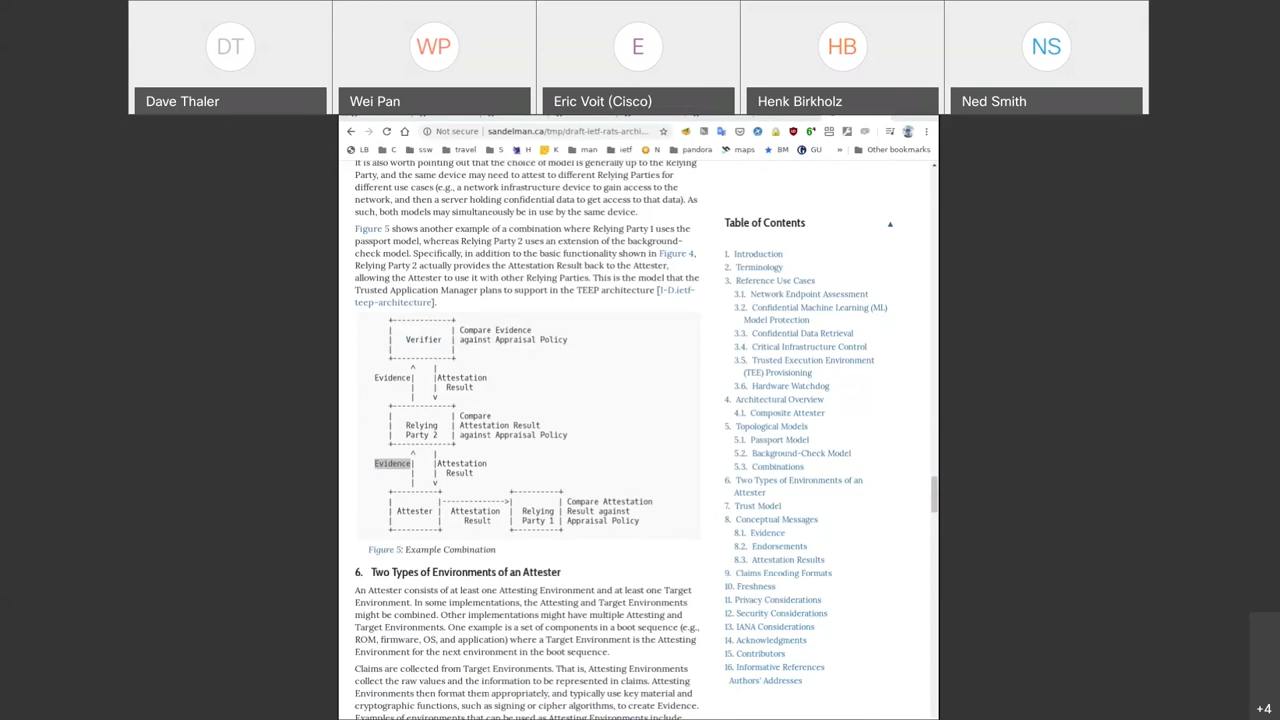 DT WP E HB NS
Dave Thaler Wei Pan Eric Voit (Cisco) Henk Birkholz Ned Smith
Not secure | sandelman.ca/tmp/draft-ietf-rats-archi...
LB C ssw travel S H K man ietf N pandora maps BM GU » Other bookmarks
It is also worth pointing out that the choice of model is generally up to the Relying
Party, and the same device may need to attest to different Relying Parties for
different use cases (e.g., a network infrastructure device to gain access to the
network, and then a server holding confidential data to get access to that data). As
such, both models may simultaneously be in use by the same device.
Figure 5 shows another example of a combination where Relying Party 1 uses the
passport model, whereas Relying Party 2 uses an extension of the background-
check model. Specifically, in addition to the basic functionality shown in Figure 4,
Relying Party 2 actually provides the Attestation Result back to the Attester,
allowing the Attester to use it with other Relying Parties. This is the model that the
Trusted Application Manager plans to support in the TEEP architecture [I-D.ietf-
teep-architecture].
Compare Evidence
Verifier against Appraisal Policy
Evidence Attestation
Result
Compare
Relying Attestation Result
Party 2 against Appraisal Policy
Evidence Attestation
Result
Compare Attestation
Attester Attestation Relying Result against
Result Party 1 Appraisal Policy
Figure 5: Example Combination
6. Two Types of Environments of an Attester
An Attester consists of at least one Attesting Environment and at least one Target
Environment. In some implementations, the Attesting and Target Environments
might be combined. Other implementations might have multiple Attesting and
Target Environments. One example is a set of components in a boot sequence (e.g.,
ROM, firmware, OS, and application) where a Target Environment is the Attesting
Environment for the next environment in the boot sequence.
Claims are collected from Target Environments. That is, Attesting Environments
collect the raw values and the information to be represented in claims. Attesting
Environments then format them appropriately, and typically use key material and
cryptographic functions, such as signing or cipher algorithms, to create Evidence.
Examples of environments that can be used as Attesting Environments include
Table of Contents
1. Introduction
2. Terminology
3. Reference Use Cases
3.1. Network Endpoint Assessment
3.2. Confidential Machine Learning (ML)
Model Protection
3.3. Confidential Data Retrieval
3.4. Critical Infrastructure Control
3.5. Trusted Execution Environment
(TEE) Provisioning
3.6. Hardware Watchdog
4. Architectural Overview
4.1. Composite Attester
5. Topological Models
5.1. Passport Model
5.2. Background-Check Model
5.3. Combinations
6. Two Types of Environments of an
Attester
7. Trust Model
8. Conceptual Messages
8.1. Evidence
8.2. Endorsements
8.3. Attestation Results
9. Claims Encoding Formats
10. Freshness
11. Privacy Considerations
12. Security Considerations
13. IANA Considerations
14. Acknowledgments
15. Contributors
16. Informative References
Authors' Addresses
+4